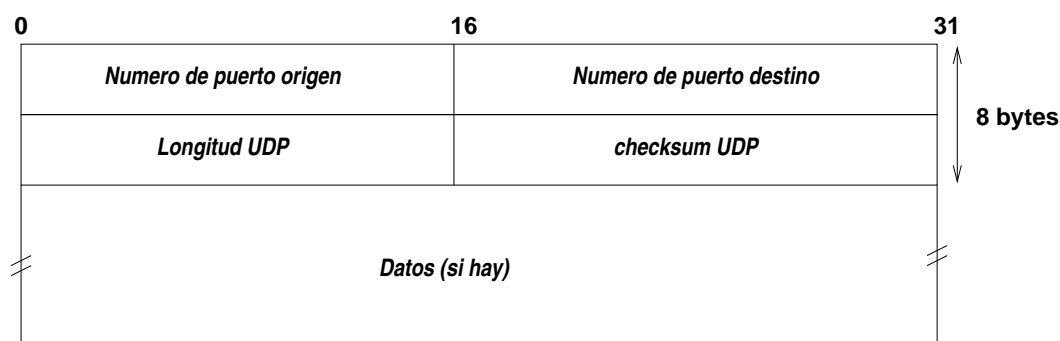 0 16 31
Numero de puerto origen Numero de puerto destino
8 bytes
Longitud UDP checksum UDP
Datos (si hay)